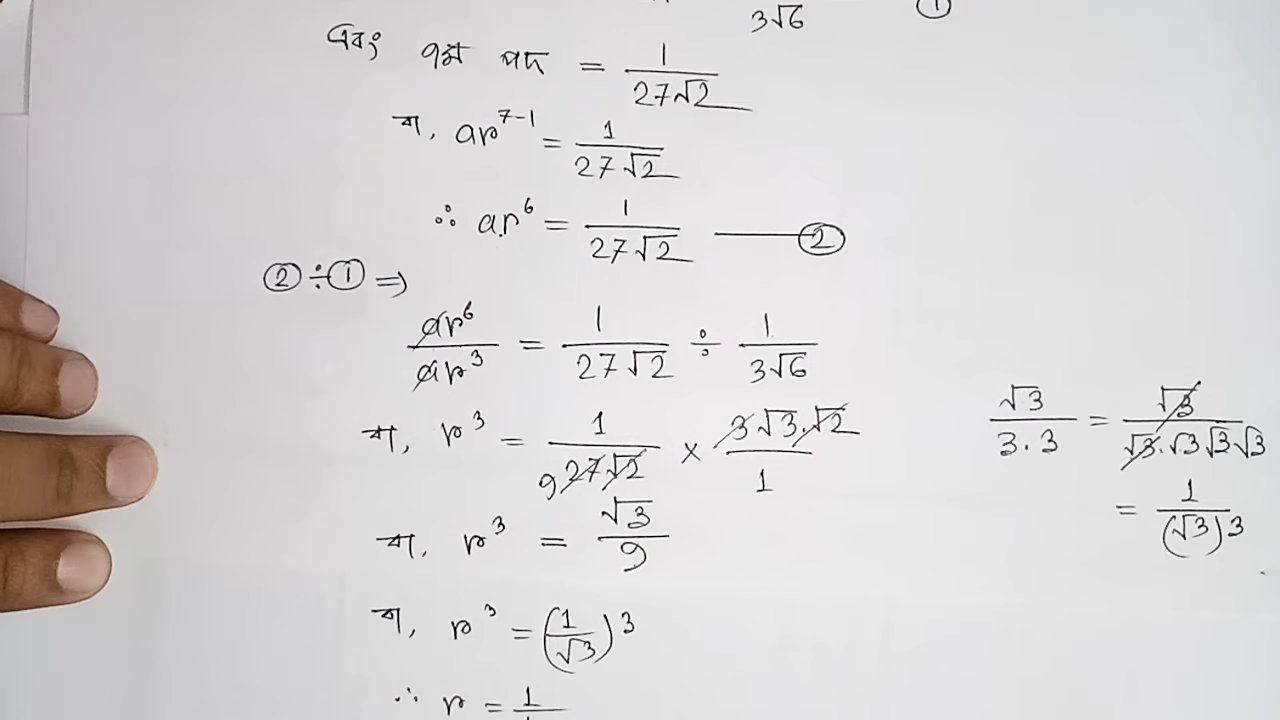 3√6 ①
এবং ৭ম পদ = 1/27√2
বা, ar^7-1 = 1/27√2
∴ ar^6 = 1/27√2 —— ②
② ÷ ① ⇒
ar^6/ar^3 = 1/27√2 ÷ 1/3√6
বা, r^3 = 1/9 27√2 × 3√3.√2/1
বা, r^3 = √3/9
বা, r^3 = (1/√3)^3
∴ r = 1
√3/3.3 = √3/√3.√3√3√3
= 1/(√3)^3